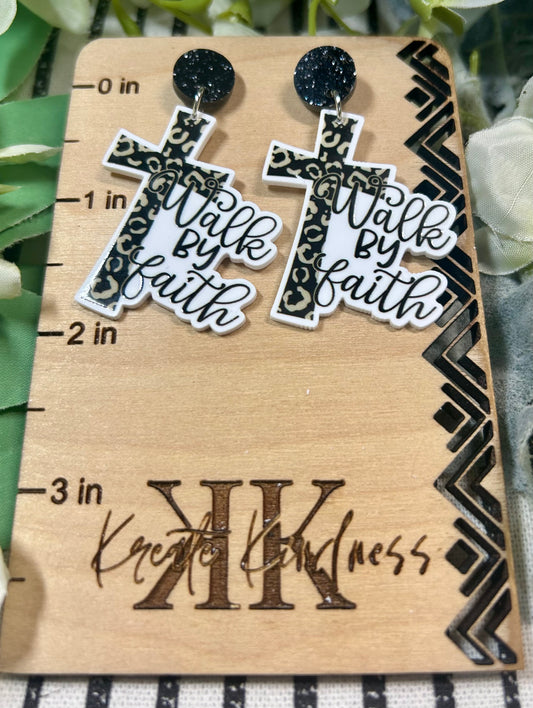 0 in
1 in
2 in
3 in
Walk
BY
faith
Walk
BY
faith
KK
Kreate Kindness